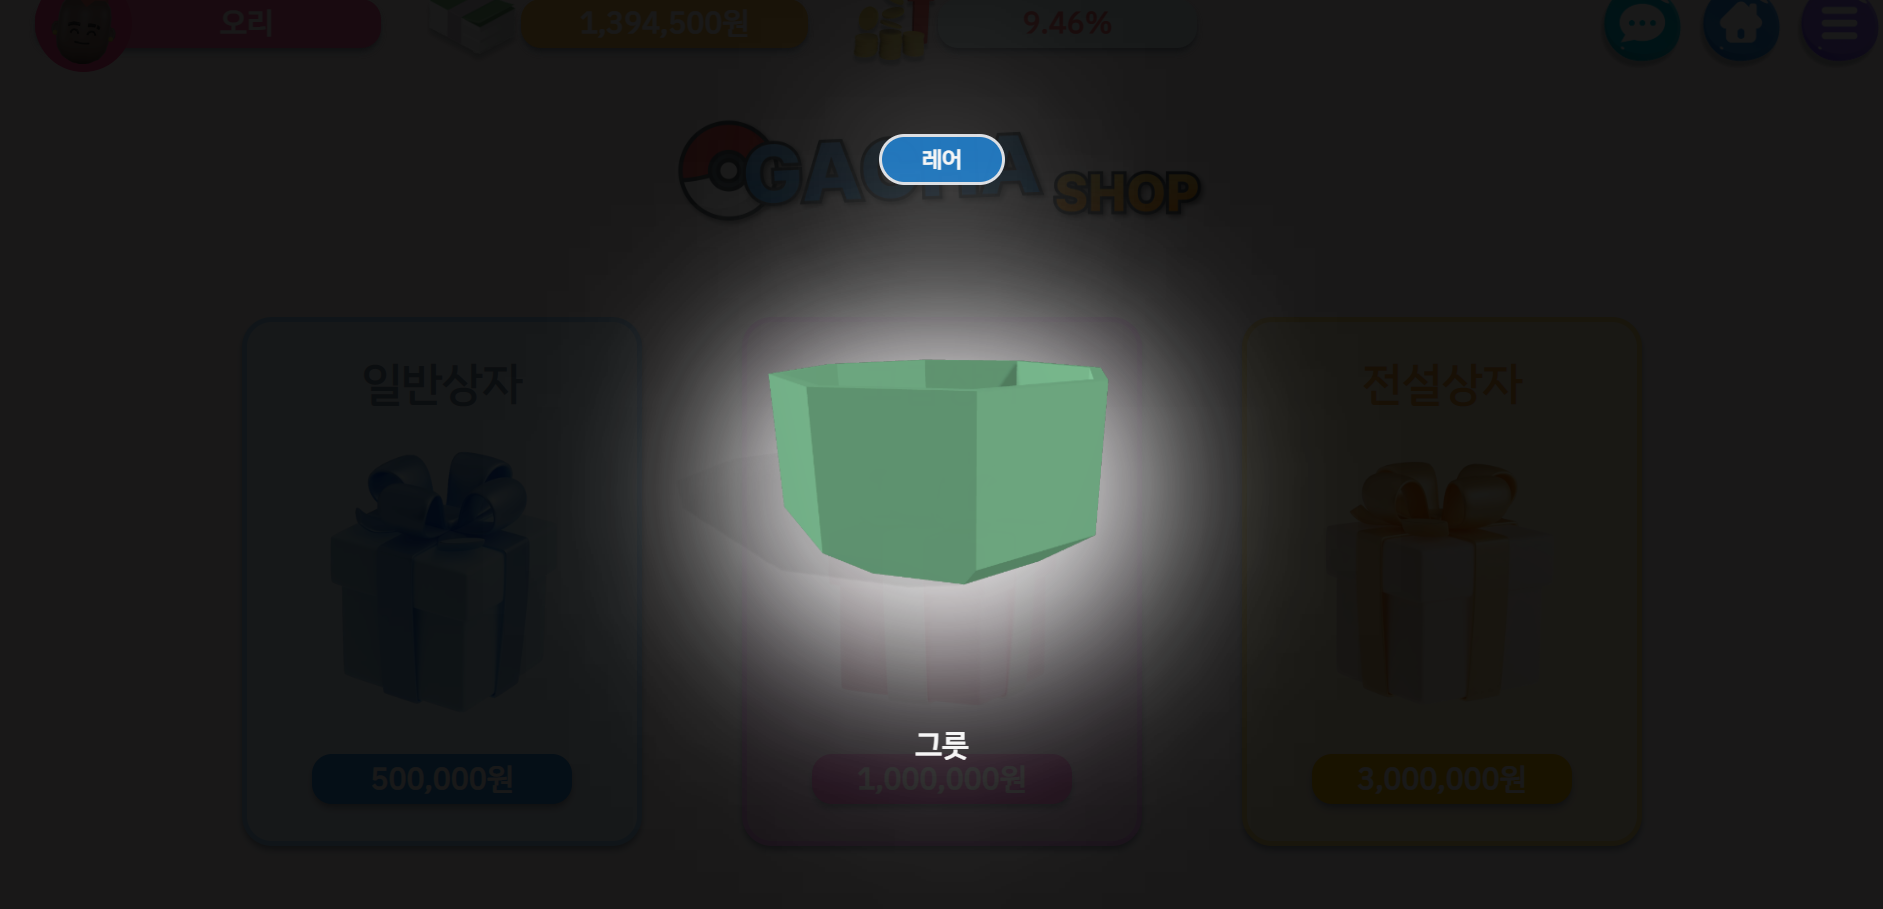 오리
1,394,500원
9.46%
GACHA SHOP
레어
일반상자
전설상자
그릇
500,000원
1,000,000원
3,000,000원